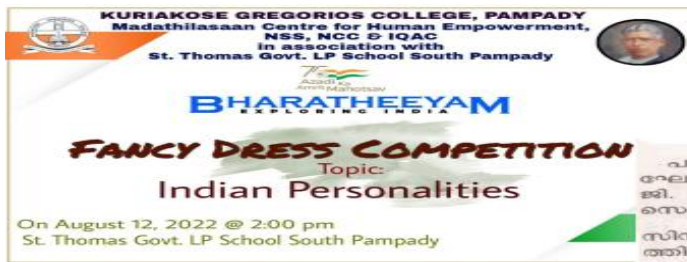 KURIAKOSE GREGORIOS COLLEGE, PAMPADY
Madathilasaan Centre for Human Empowerment,
NSS, NCC & IQAC
in association with
St. Thomas Govt. LP School South Pampady
Azadi Ka
Amrit Mahotsav
BHARATHEEYAM
EXPLORING INDIA
FANCY DRESS COMPETITION
Topic:
Indian Personalities
On August 12, 2022 @ 2:00 pm
St. Thomas Govt. LP School South Pampady
ജി.